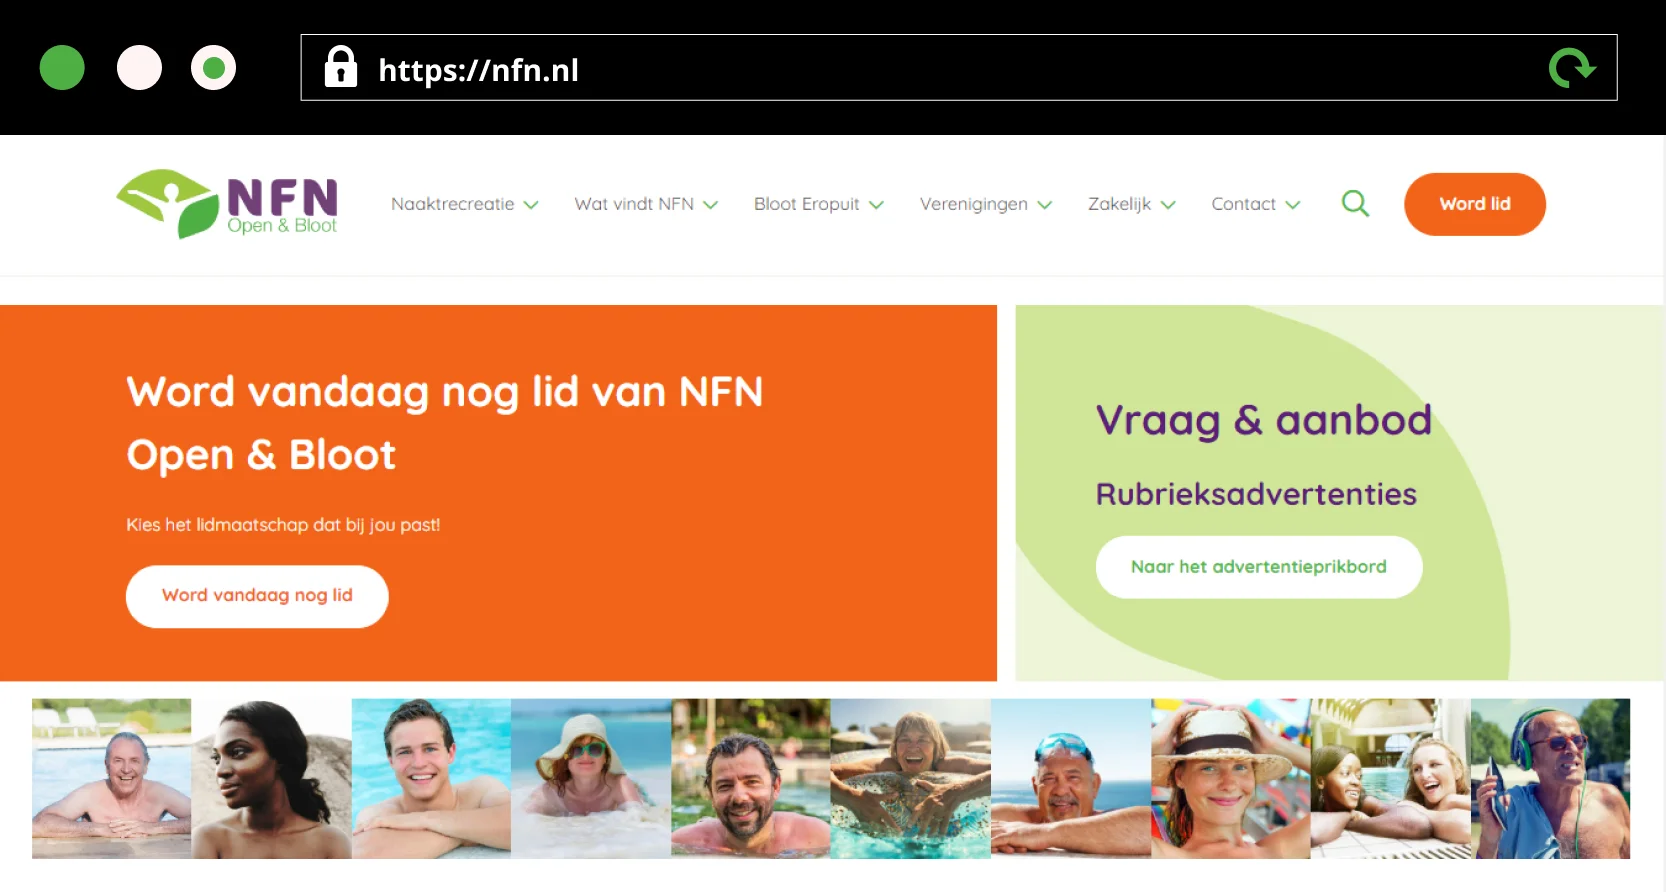 https://nfn.nl
NFN
Open & Bloot
Naaktrecreatie
Wat vindt NFN
Bloot Eropuit
Verenigingen
Zakelijk
Contact
Word lid
Word vandaag nog lid van NFN
Open & Bloot
Kies het lidmaatschap dat bij jou past!
Word vandaag nog lid
Vraag & aanbod
Rubrieksadvertenties
Naar het advertentieprikbord